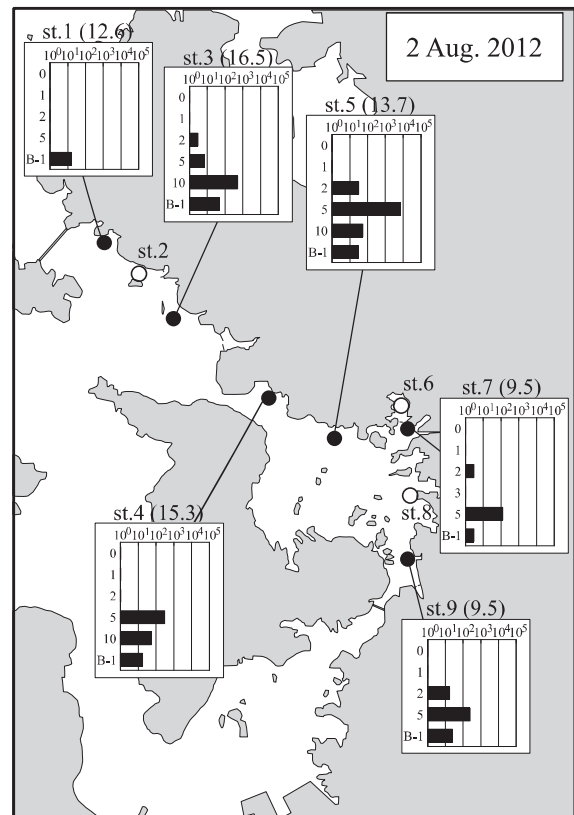 2 Aug. 2012
st.1 (12.6)
10⁰10¹10²10³10⁴10⁵
0
1
2
5
B-1
st.3 (16.5)
10⁰10¹10²10³10⁴10⁵
0
1
2
5
10
B-1
st.5 (13.7)
10⁰10¹10²10³10⁴10⁵
0
1
2
5
10
B-1
st.2
st.6
st.7 (9.5)
10⁰10¹10²10³10⁴10⁵
0
1
2
3
5
B-1
st.8
st.4 (15.3)
10⁰10¹10²10³10⁴10⁵
0
1
2
5
10
B-1
st.9 (9.5)
10⁰10¹10²10³10⁴10⁵
0
1
2
5
B-1